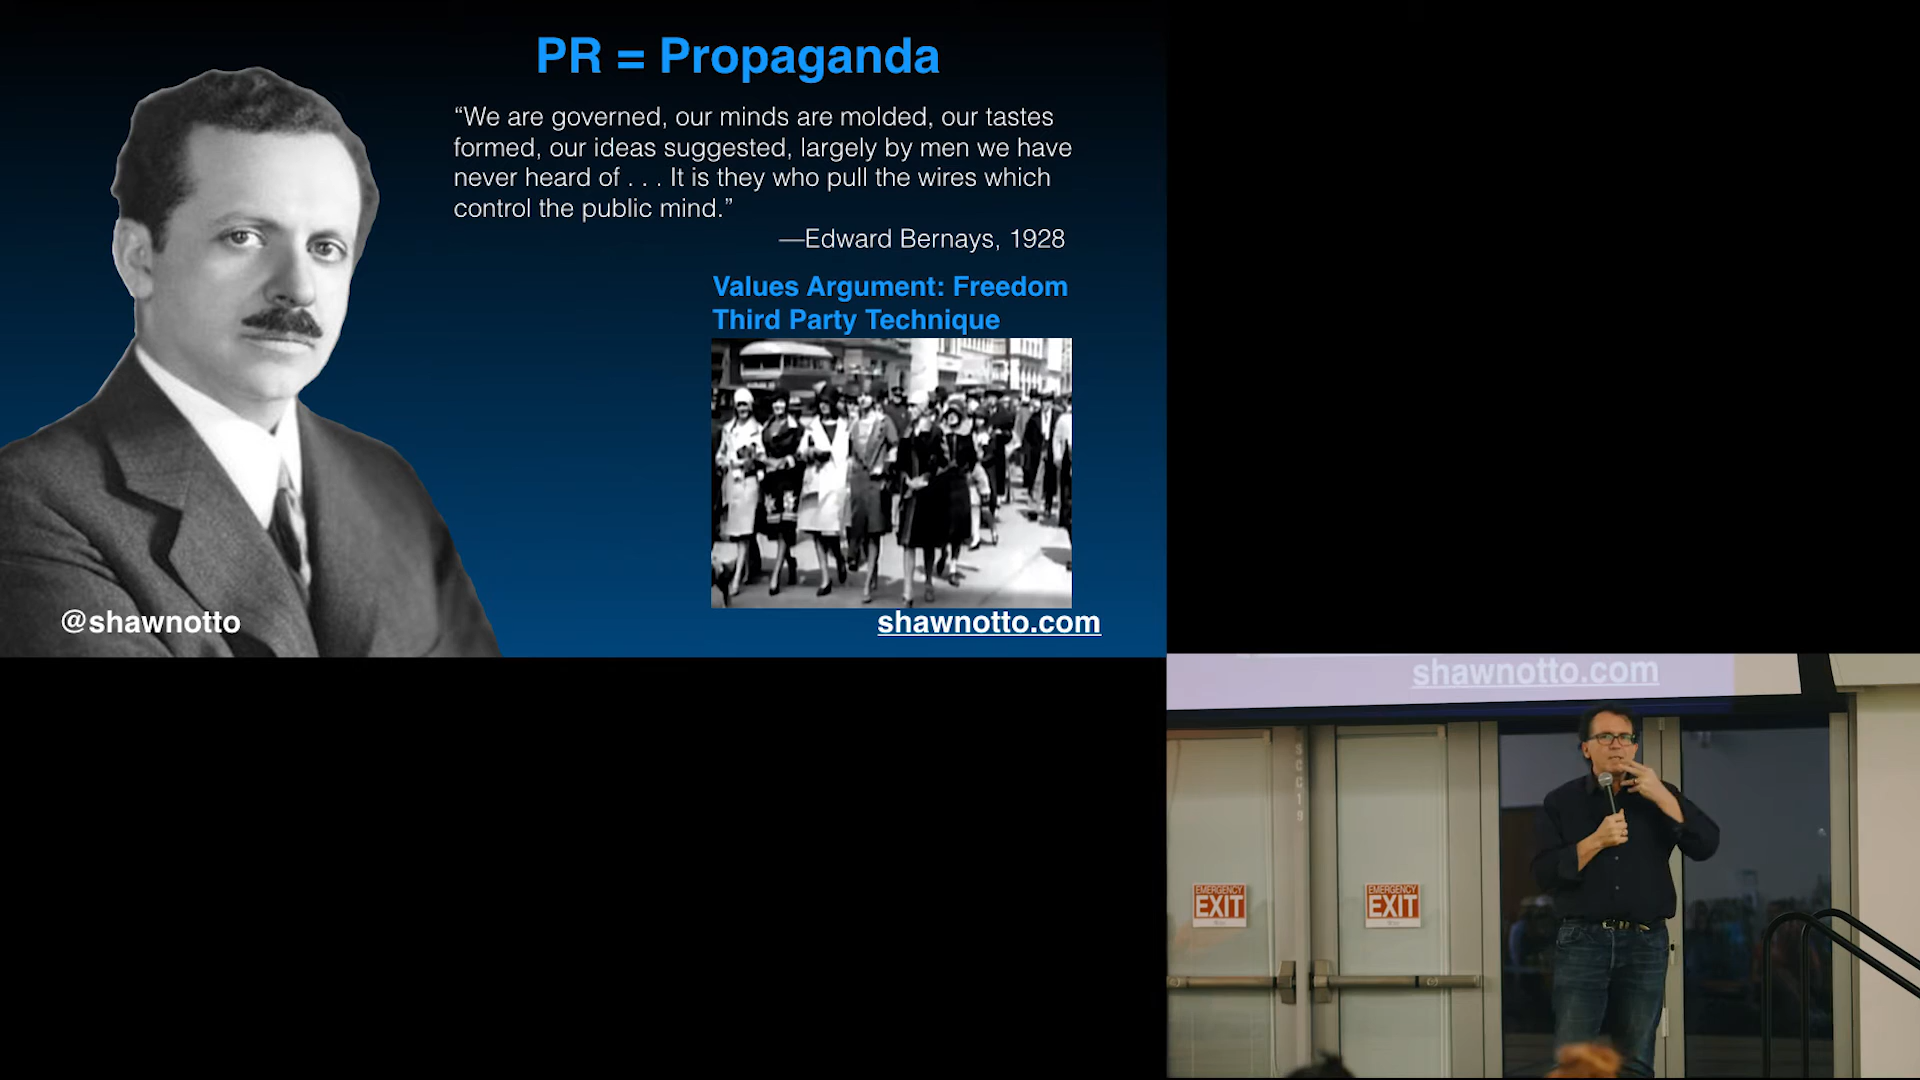 PR = Propaganda
“We are governed, our minds are molded, our tastes
formed, our ideas suggested, largely by men we have
never heard of . . . It is they who pull the wires which
control the public mind.”
—Edward Bernays, 1928
Values Argument: Freedom
Third Party Technique
@shawnotto
shawnotto.com
shawnotto.com
SCC19
EMERGENCY
EXIT
EMERGENCY
EXIT